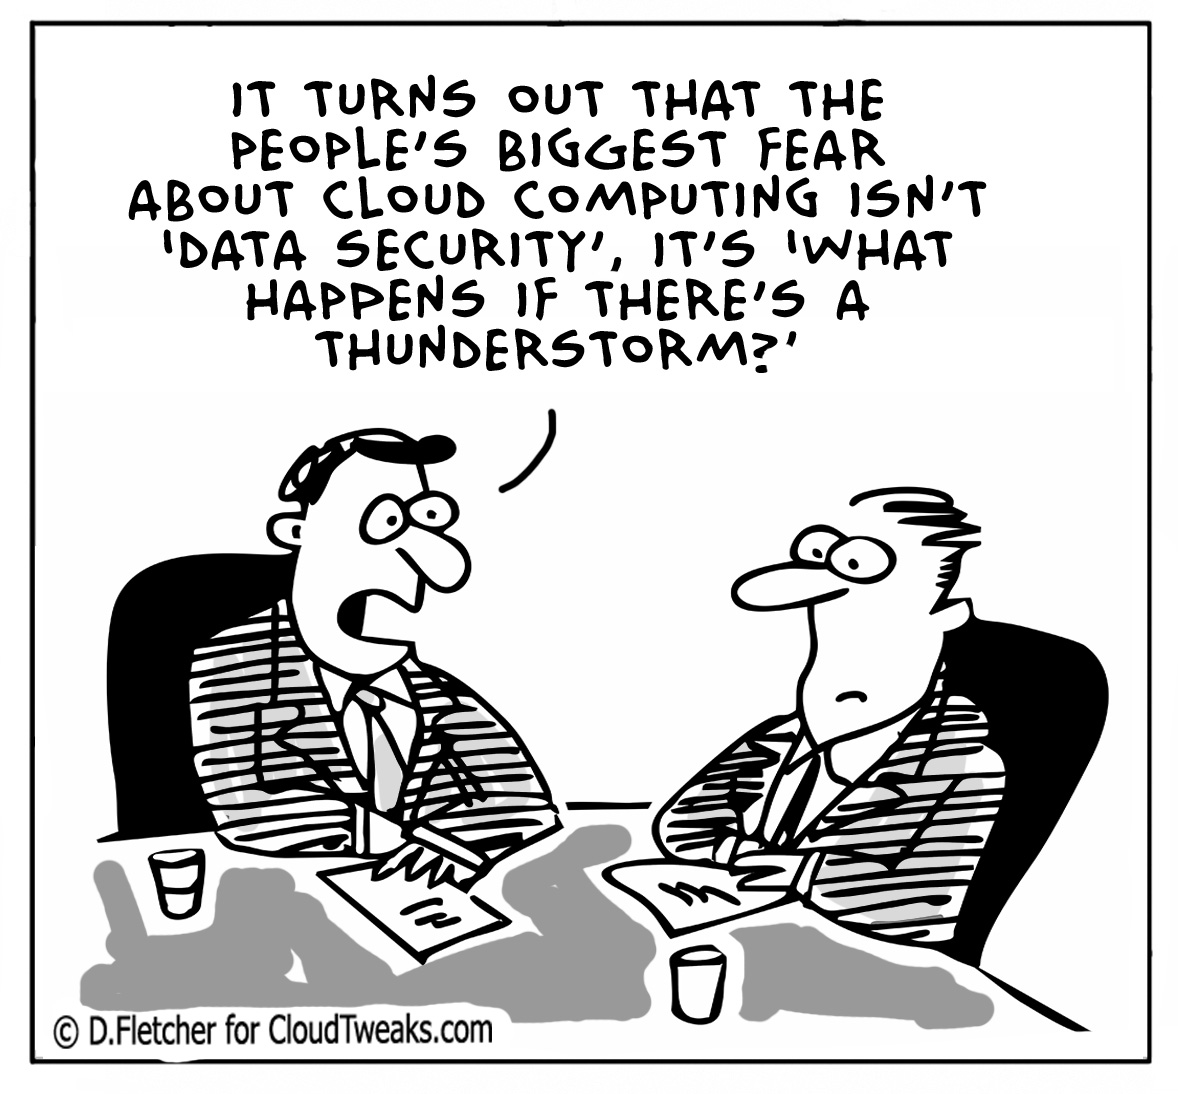 IT TURNS OUT THAT THE
PEOPLE'S BIGGEST FEAR
ABOUT CLOUD COMPUTING ISN'T
'DATA SECURITY', IT'S 'WHAT
HAPPENS IF THERE'S A
THUNDERSTORM?'
© D.Fletcher for CloudTweaks.com